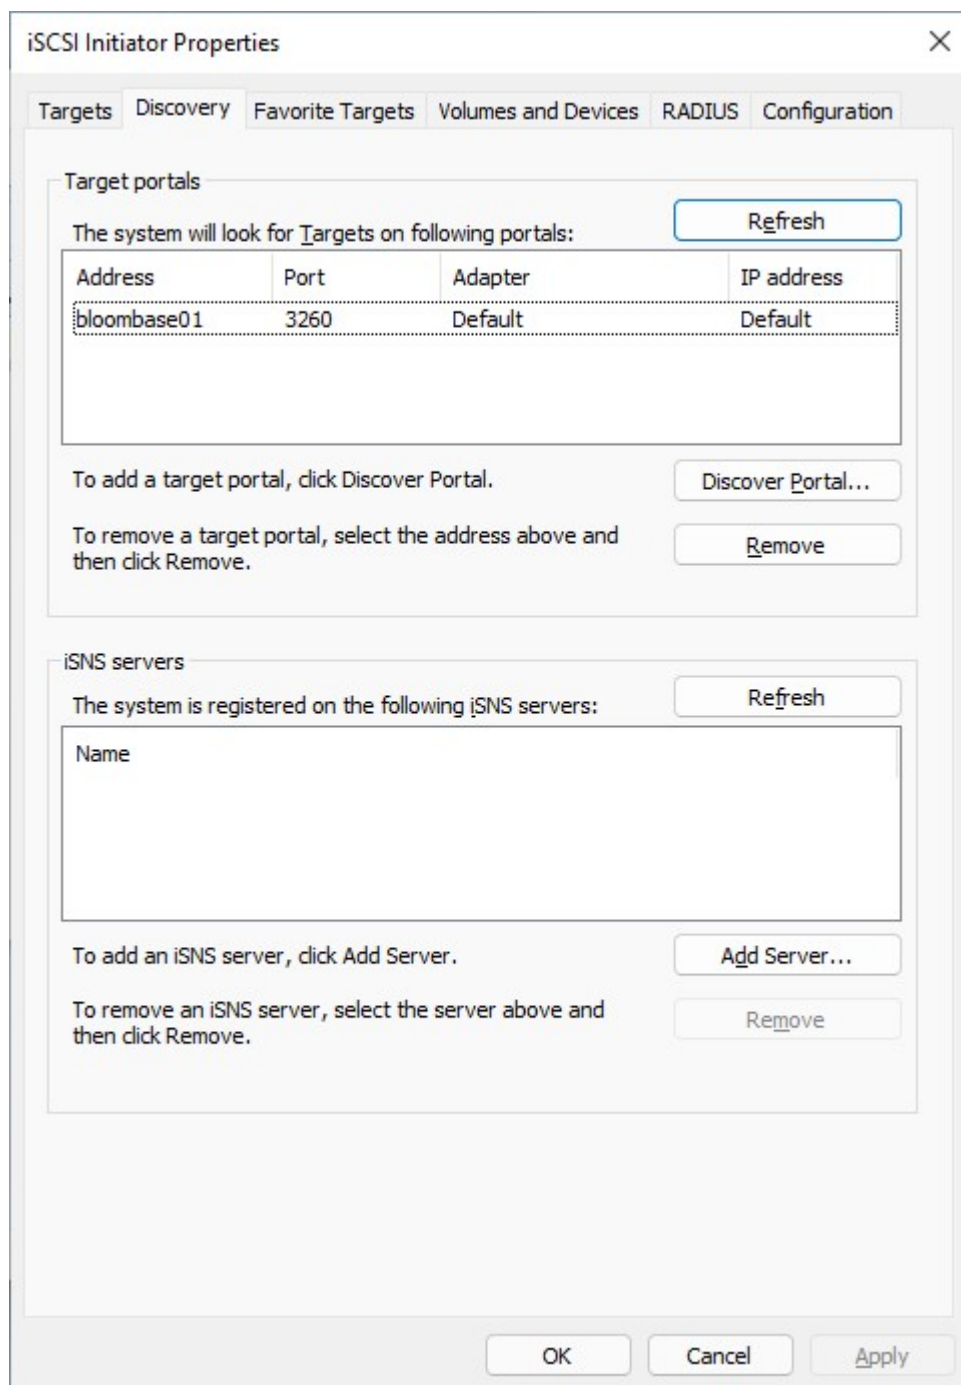 iSCSI Initiator Properties
Targets Discovery Favorite Targets Volumes and Devices RADIUS Configuration
Target portals
The system will look for Targets on following portals:
Refresh
Address Port Adapter IP address
bloombase01 3260 Default Default
To add a target portal, click Discover Portal.
Discover Portal...
To remove a target portal, select the address above and
then click Remove.
Remove
iSNS servers
The system is registered on the following iSNS servers:
Refresh
Name
To add an iSNS server, click Add Server.
Add Server...
To remove an iSNS server, select the server above and
then click Remove.
Remove
OK Cancel Apply